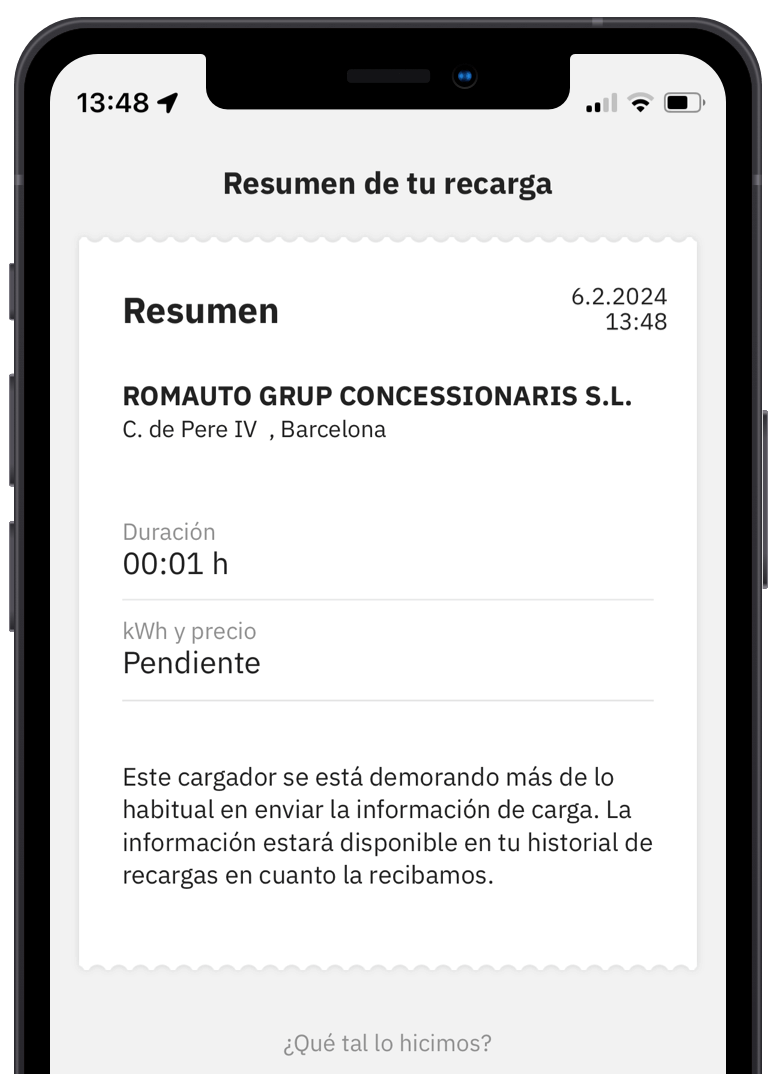 13:48
Resumen de tu recarga
Resumen
6.2.2024
13:48
ROMAUTO GRUP CONCESSIONARIS S.L.
C. de Pere IV , Barcelona
Duración
00:01 h
kWh y precio
Pendiente
Este cargador se está demorando más de lo
habitual en enviar la información de carga. La
información estará disponible en tu historial de
recargas en cuanto la recibamos.
¿Qué tal lo hicimos?